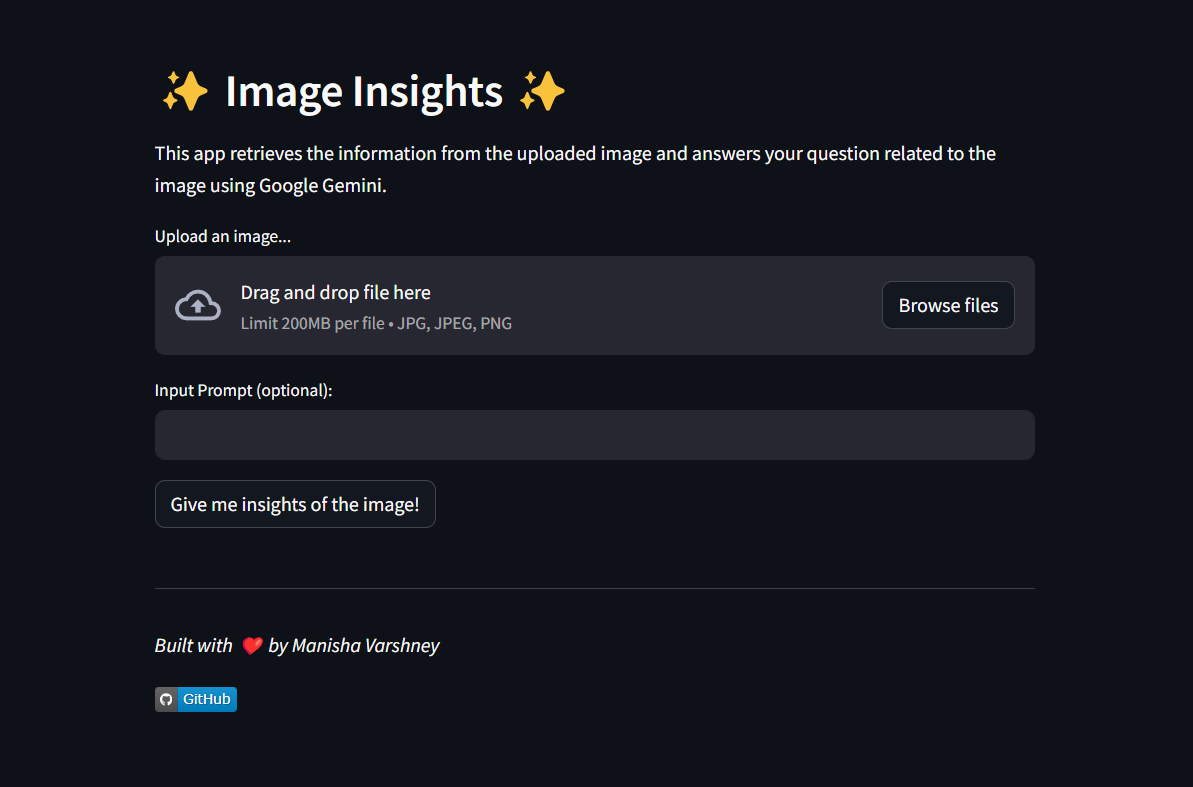 ✨ Image Insights ✨
This app retrieves the information from the uploaded image and answers your question related to the
image using Google Gemini.
Upload an image...
Drag and drop file here
Limit 200MB per file • JPG, JPEG, PNG
Browse files
Input Prompt (optional):
Give me insights of the image!
Built with ❤️ by Manisha Varshney
GitHub